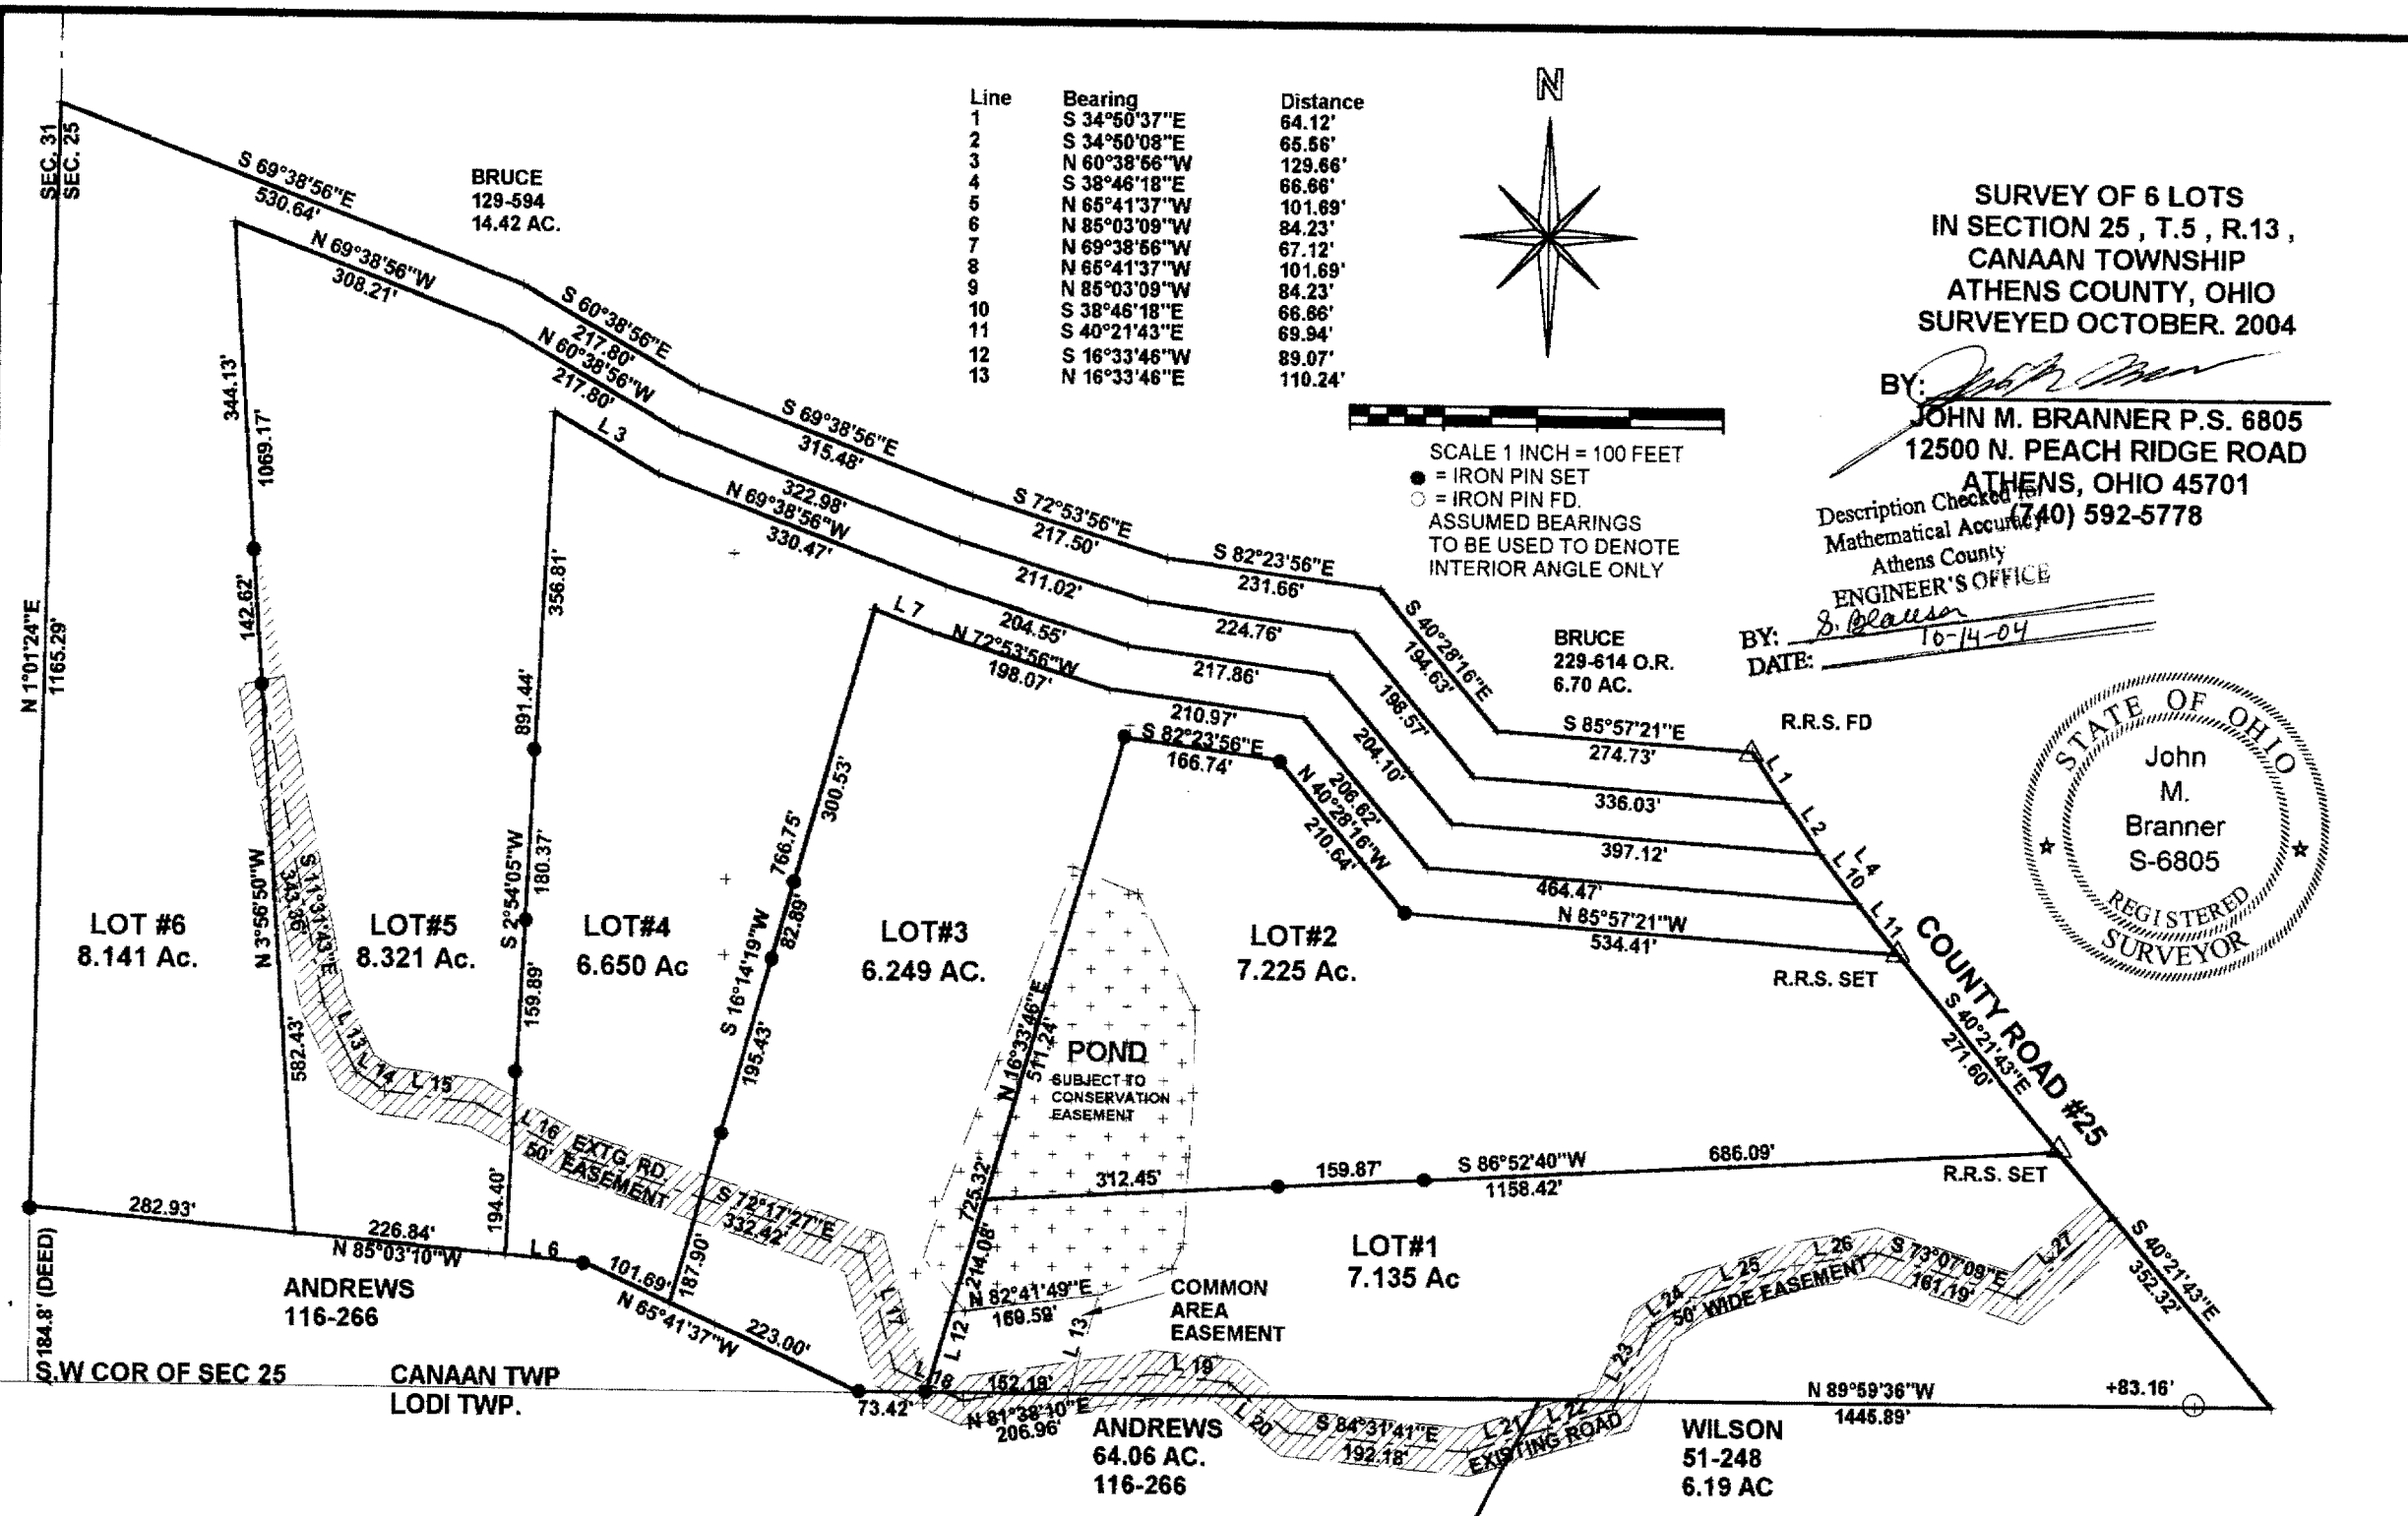 Line Bearing Distance
1 S 34°50'37"E 64.12'
2 S 34°50'08"E 65.56'
3 N 60°38'56"W 129.66'
4 S 38°46'18"E 66.66'
5 N 65°41'37"W 101.69'
6 N 85°03'09"W 84.23'
7 N 69°38'56"W 67.12'
8 N 65°41'37"W 101.69'
9 N 85°03'09"W 84.23'
10 S 38°46'18"E 66.66'
11 S 40°21'43"E 69.94'
12 S 16°33'46"W 89.07'
13 N 16°33'46"E 110.24'
N
SCALE 1 INCH = 100 FEET
= IRON PIN SET
= IRON PIN FD.
ASSUMED BEARINGS
TO BE USED TO DENOTE
INTERIOR ANGLE ONLY
SURVEY OF 6 LOTS
IN SECTION 25 , T.5 , R.13 ,
CANAAN TOWNSHIP
ATHENS COUNTY, OHIO
SURVEYED OCTOBER. 2004
BY:
JOHN M. BRANNER P.S. 6805
12500 N. PEACH RIDGE ROAD
ATHENS, OHIO 45701
(740) 592-5778
Description Checked for
Mathematical Accuracy
Athens County
ENGINEER'S OFFICE
BY:
DATE: 10-14-04
STATE OF OHIO
John
M.
Branner
S-6805
REGISTERED
SURVEYOR
SEC. 31
SEC. 25
S 69°38'56"E
530.64'
BRUCE
129-594
14.42 AC.
N 69°38'56"W
308.21'
S 60°38'56"E
217.80'
N 60°38'56"W
217.80'
L 3
S 69°38'56"E
315.48'
322.98'
N 69°38'56"W
330.47'
S 72°53'56"E
217.50'
211.02'
204.55'
L 7
N 72°53'56"W
198.07'
S 82°23'56"E
231.66'
224.76'
217.86'
210.97'
S 82°23'56"E
166.74'
S 40°28'16"E
194.63'
198.57'
204.10'
206.62'
N 40°28'16"W
210.64'
BRUCE
229-614 O.R.
6.70 AC.
S 85°57'21"E
274.73'
R.R.S. FD
336.03'
397.12'
464.47'
N 85°57'21"W
534.41'
R.R.S. SET
L 1
L 2
L 4
L 10
L 11
COUNTY ROAD #25
S 40°21'43"E
271.60'
R.R.S. SET
S 40°21'43"E
352.32'
N 1°01'24"E
1165.29'
344.13'
1069.17'
142.62'
N 3°56'50"W
582.43'
S 11°31'43"E
343.86'
356.81'
891.44'
S 2°54'05"W
180.37'
159.89'
194.40'
300.53'
766.75'
S 16°14'19"W
82.89'
195.43'
187.90'
N 16°33'46"E
511.24'
725.32'
214.08'
LOT #6
8.141 Ac.
LOT#5
8.321 Ac.
LOT#4
6.650 Ac
LOT#3
6.249 AC.
LOT#2
7.225 Ac.
LOT#1
7.135 Ac
POND
SUBJECT TO
CONSERVATION
EASEMENT
312.45'
159.87'
S 86°52'40"W
1158.42'
686.09'
L 13
L 14
L 15
L 16
EXTG. RD.
50' EASEMENT
S 72°17'27"E
332.42'
L 17
L 18
L 12
N 82°41'49"E
169.59'
L 13
COMMON
AREA
EASEMENT
282.93'
226.84'
N 85°03'10"W
L 6
101.69'
N 65°41'37"W
223.00'
ANDREWS
116-266
S 184.8' (DEED)
S.W COR OF SEC 25
CANAAN TWP
LODI TWP.
73.42'
152.19'
N 81°38'10"E
206.96'
L 19
L 20
S 84°31'41"E
192.18'
L 21
L 22
EXISTING ROAD
L 23
L 24
L 25
L 26
50' WIDE EASEMENT
S 73°07'09"E
161.19'
L 27
ANDREWS
64.06 AC.
116-266
WILSON
51-248
6.19 AC
N 89°59'36"W
1445.89'
+83.16'